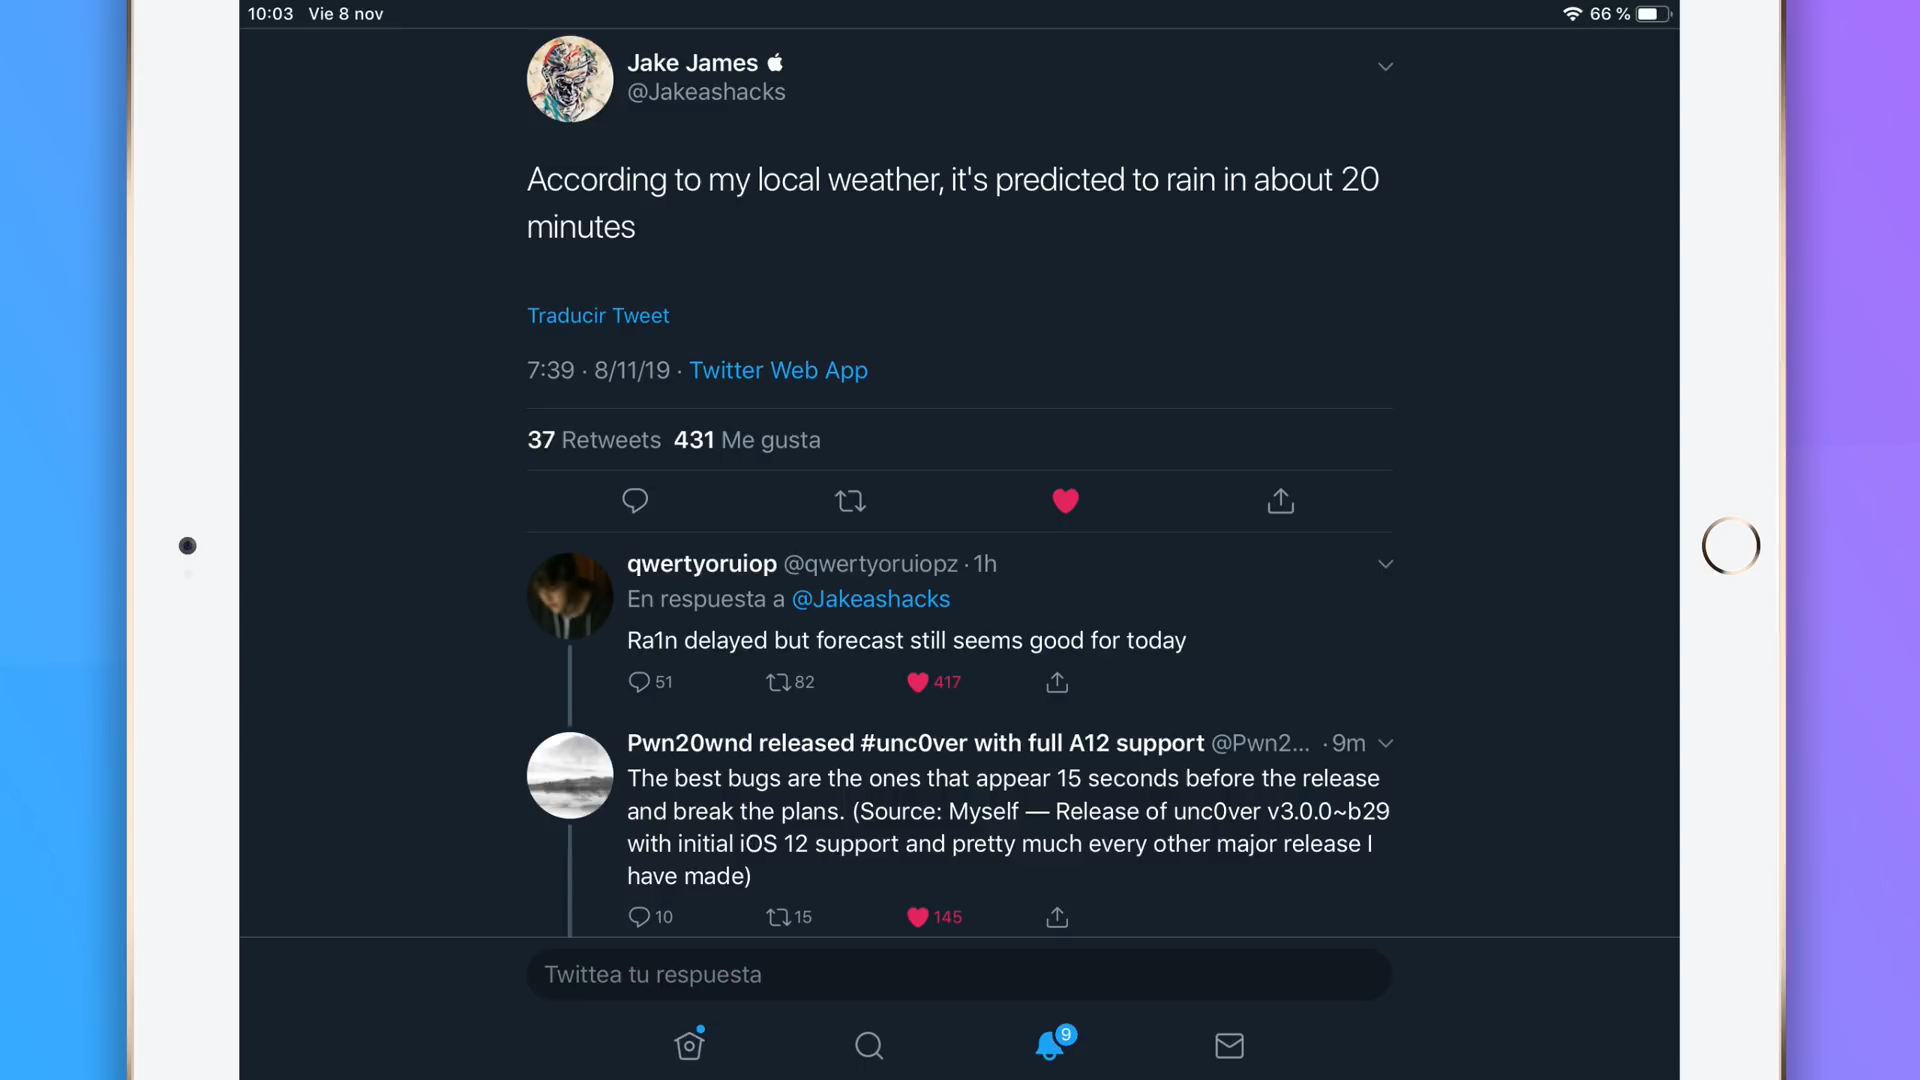 10:03 Vie 8 nov
66 %
Jake James
@Jakeashacks
According to my local weather, it's predicted to rain in about 20
minutes
Traducir Tweet
7:39 · 8/11/19 · Twitter Web App
37 Retweets 431 Me gusta
qwertyoruiop @qwertyoruiopz · 1h
En respuesta a @Jakeashacks
Ra1n delayed but forecast still seems good for today
51 82 417
Pwn20wnd released #unc0ver with full A12 support @Pwn2... · 9m
The best bugs are the ones that appear 15 seconds before the release
and break the plans. (Source: Myself — Release of unc0ver v3.0.0~b29
with initial iOS 12 support and pretty much every other major release I
have made)
10 15 145
Twittea tu respuesta
9